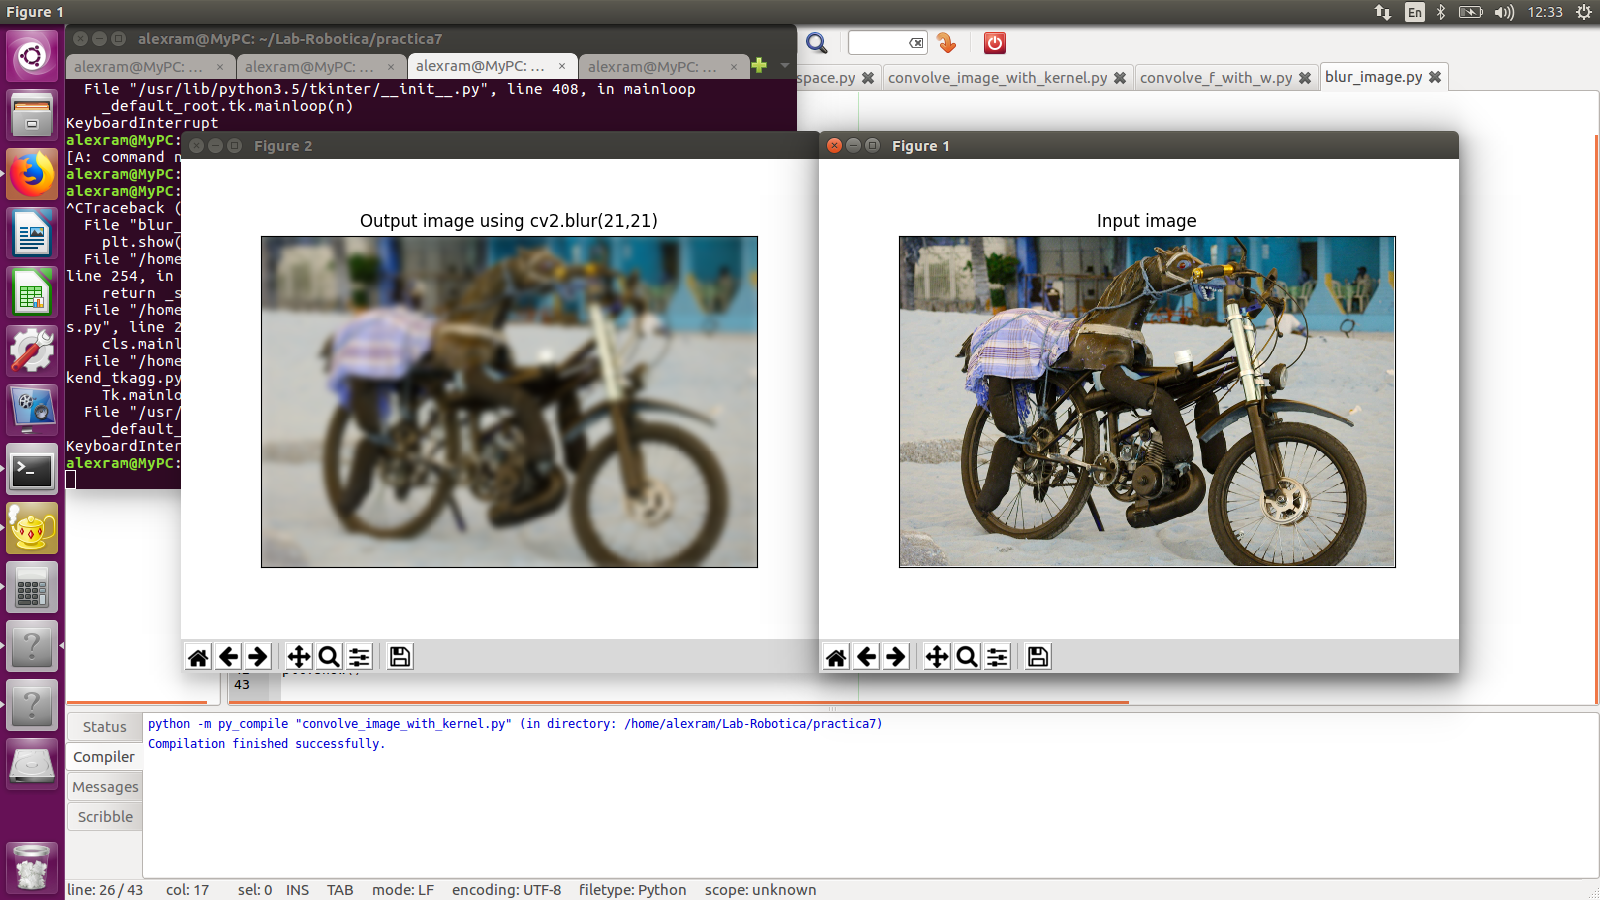 Figure 1
En
12:33
alexram@MyPC: ~/Lab-Robotica/practica7
alexram@MyPC: ... × alexram@MyPC: ... × alexram@MyPC: ... × alexram@MyPC: ... ×
space.py convolve_image_with_kernel.py convolve_f_with_w.py blur_image.py
File "/usr/lib/python3.5/tkinter/__init__.py", line 408, in mainloop
_default_root.tk.mainloop(n)
KeyboardInterrupt
alexram@MyPC:
[A: command n
alexram@MyPC:
alexram@MyPC:
^CTraceback (
File "blur_
plt.show(
File "/home
line 254, in
return _s
File "/home
s.py", line 2
cls.mainl
File "/home
kend_tkagg.py
Tk.mainlo
File "/usr/
_default_
KeyboardInter
alexram@MyPC:
Figure 2
Output image using cv2.blur(21,21)
Figure 1
Input image
43
Status
Compiler
Messages
Scribble
python -m py_compile "convolve_image_with_kernel.py" (in directory: /home/alexram/Lab-Robotica/practica7)
Compilation finished successfully.
line: 26 / 43 col: 17 sel: 0 INS TAB mode: LF encoding: UTF-8 filetype: Python scope: unknown